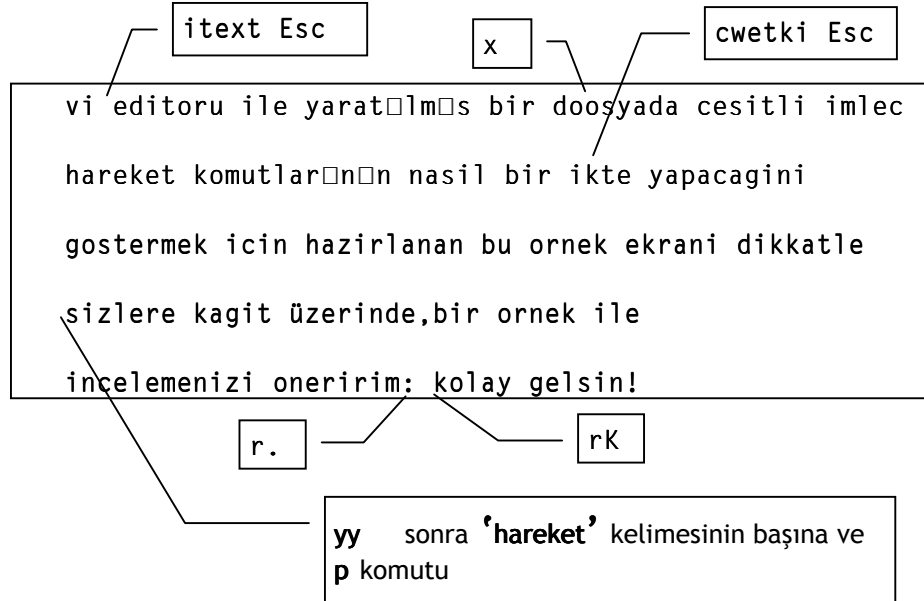 itext Esc
x
cwetki Esc
vi editoru ile yarat□lm□s bir doosyada cesitli imlec
hareket komutlar□n□n nasil bir ikte yapacagini
gostermek icin hazirlanan bu ornek ekrani dikkatle
sizlere kagit üzerinde,bir ornek ile
incelemenizi oneririm: kolay gelsin!
r.
rK
yy sonra ‘hareket’ kelimesinin başına ve
p komutu